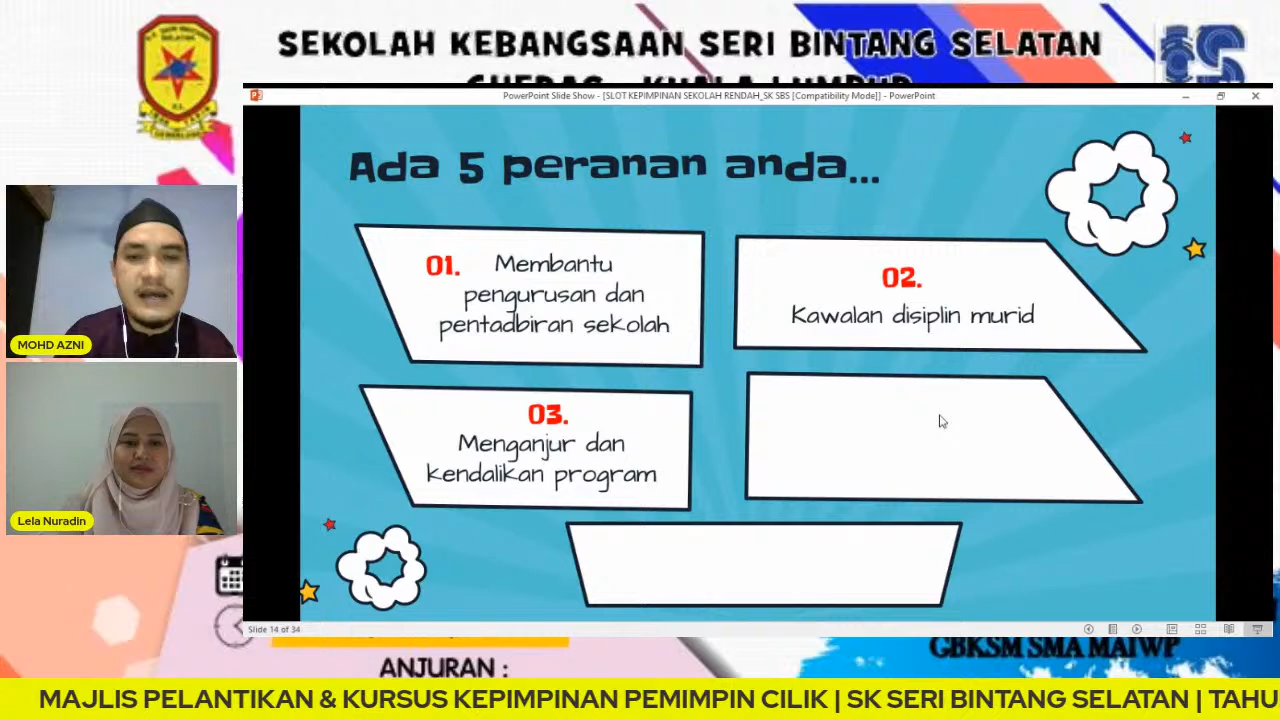 SEKOLAH KEBANGSAAN SERI BINTANG SELATAN
CHERAS, KUALA LUMPUR
PowerPoint Slide Show - [SLOT KEPIMPINAN SEKOLAH RENDAH_SK SBS [Compatibility Mode]] - PowerPoint
Ada 5 peranan anda...
01. Membantu
pengurusan dan
pentadbiran sekolah
02.
Kawalan disiplin murid
03.
Menganjur dan
kendalikan program
MOHD AZNI
Lela Nuradin
Slide 14 of 34
GBKSM SMA MAIWP
ANJURAN :
MAJLIS PELANTIKAN & KURSUS KEPIMPINAN PEMIMPIN CILIK | SK SERI BINTANG SELATAN | TAHU